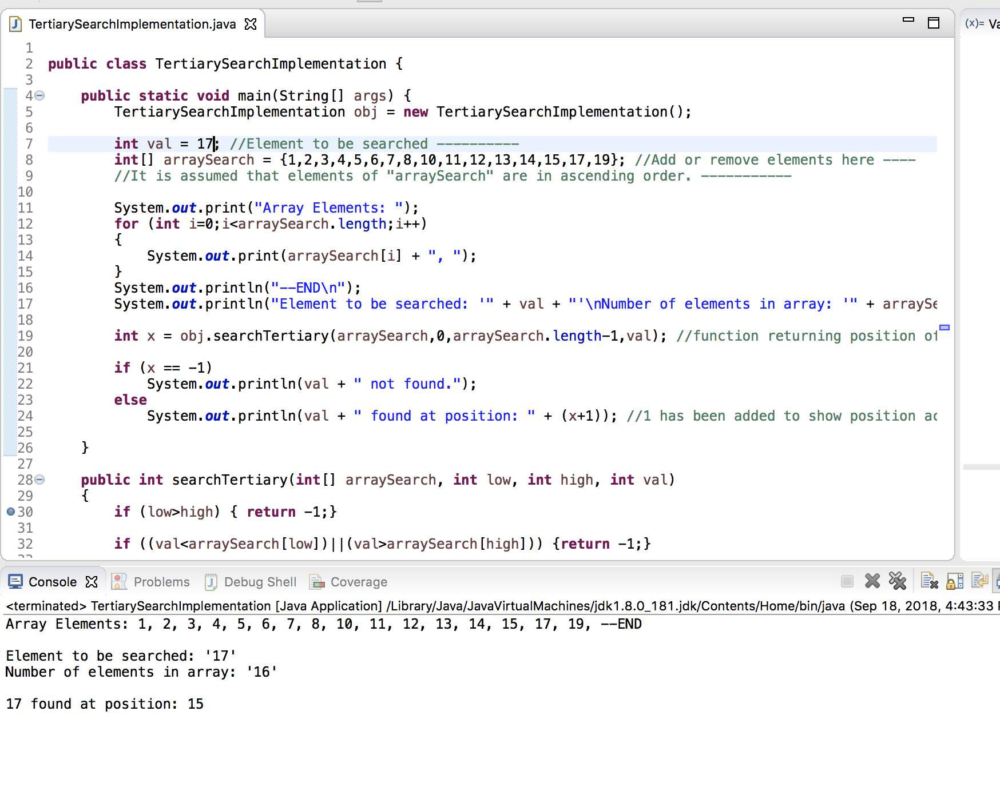 TertiarySearchImplementation.java
(x)=
1
2 public class TertiarySearchImplementation {
3
4 public static void main(String[] args) {
5 TertiarySearchImplementation obj = new TertiarySearchImplementation();
6
7 int val = 17; //Element to be searched ----------
8 int[] arraySearch = {1,2,3,4,5,6,7,8,10,11,12,13,14,15,17,19}; //Add or remove elements here ----
9 //It is assumed that elements of "arraySearch" are in ascending order. -----------
10
11 System.out.print("Array Elements: ");
12 for (int i=0;i<arraySearch.length;i++)
13 {
14 System.out.print(arraySearch[i] + ", ");
15 }
16 System.out.println("--END\n");
17 System.out.println("Element to be searched: '" + val + "'\nNumber of elements in array: '" + arraySe
18
19 int x = obj.searchTertiary(arraySearch,0,arraySearch.length-1,val); //function returning position of
20
21 if (x == -1)
22 System.out.println(val + " not found.");
23 else
24 System.out.println(val + " found at position: " + (x+1)); //1 has been added to show position ac
25
26 }
27
28 public int searchTertiary(int[] arraySearch, int low, int high, int val)
29 {
30 if (low>high) { return -1;}
31
32 if ((val<arraySearch[low])||(val>arraySearch[high])) {return -1;}
Console Problems Debug Shell Coverage
<terminated> TertiarySearchImplementation [Java Application] /Library/Java/JavaVirtualMachines/jdk1.8.0_181.jdk/Contents/Home/bin/java (Sep 18, 2018, 4:43:33
Array Elements: 1, 2, 3, 4, 5, 6, 7, 8, 10, 11, 12, 13, 14, 15, 17, 19, --END
Element to be searched: '17'
Number of elements in array: '16'
17 found at position: 15